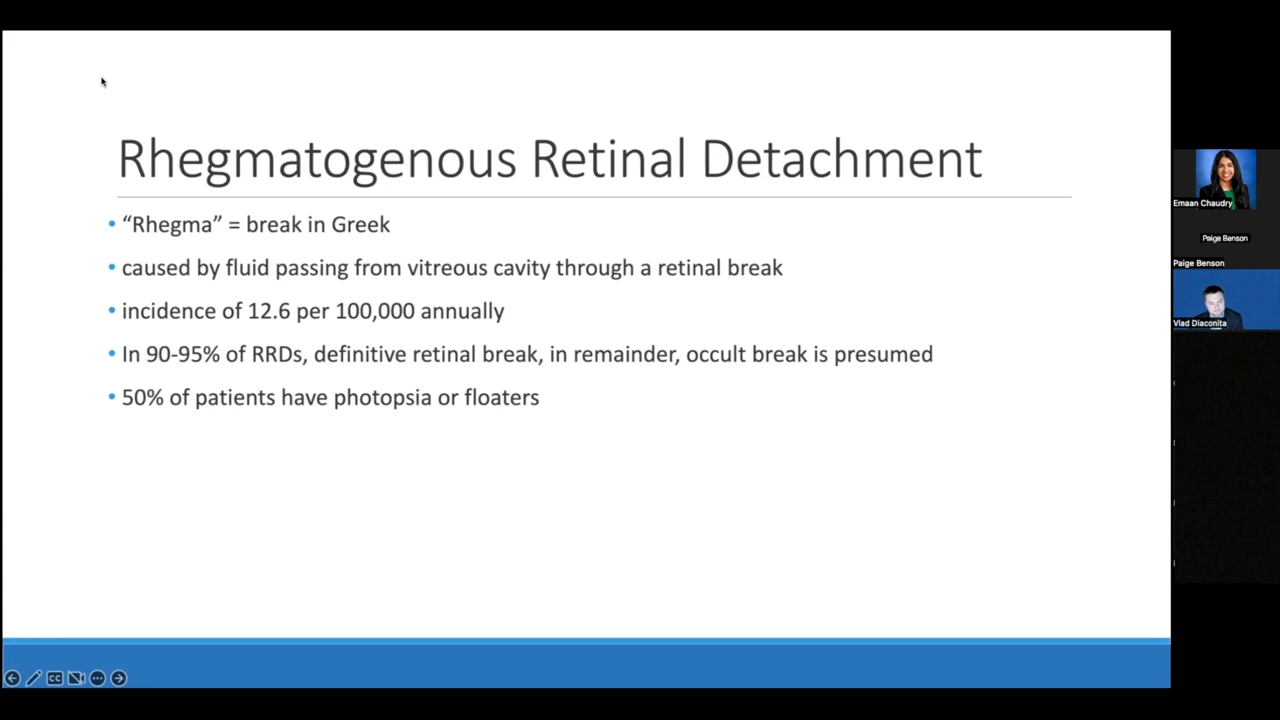 Rhegmatogenous Retinal Detachment
• “Rhegma” = break in Greek
• caused by fluid passing from vitreous cavity through a retinal break
• incidence of 12.6 per 100,000 annually
• In 90-95% of RRDs, definitive retinal break, in remainder, occult break is presumed
• 50% of patients have photopsia or floaters
CC
Emaan Chaudry
Paige Benson
Paige Benson
Vlad Diaconita